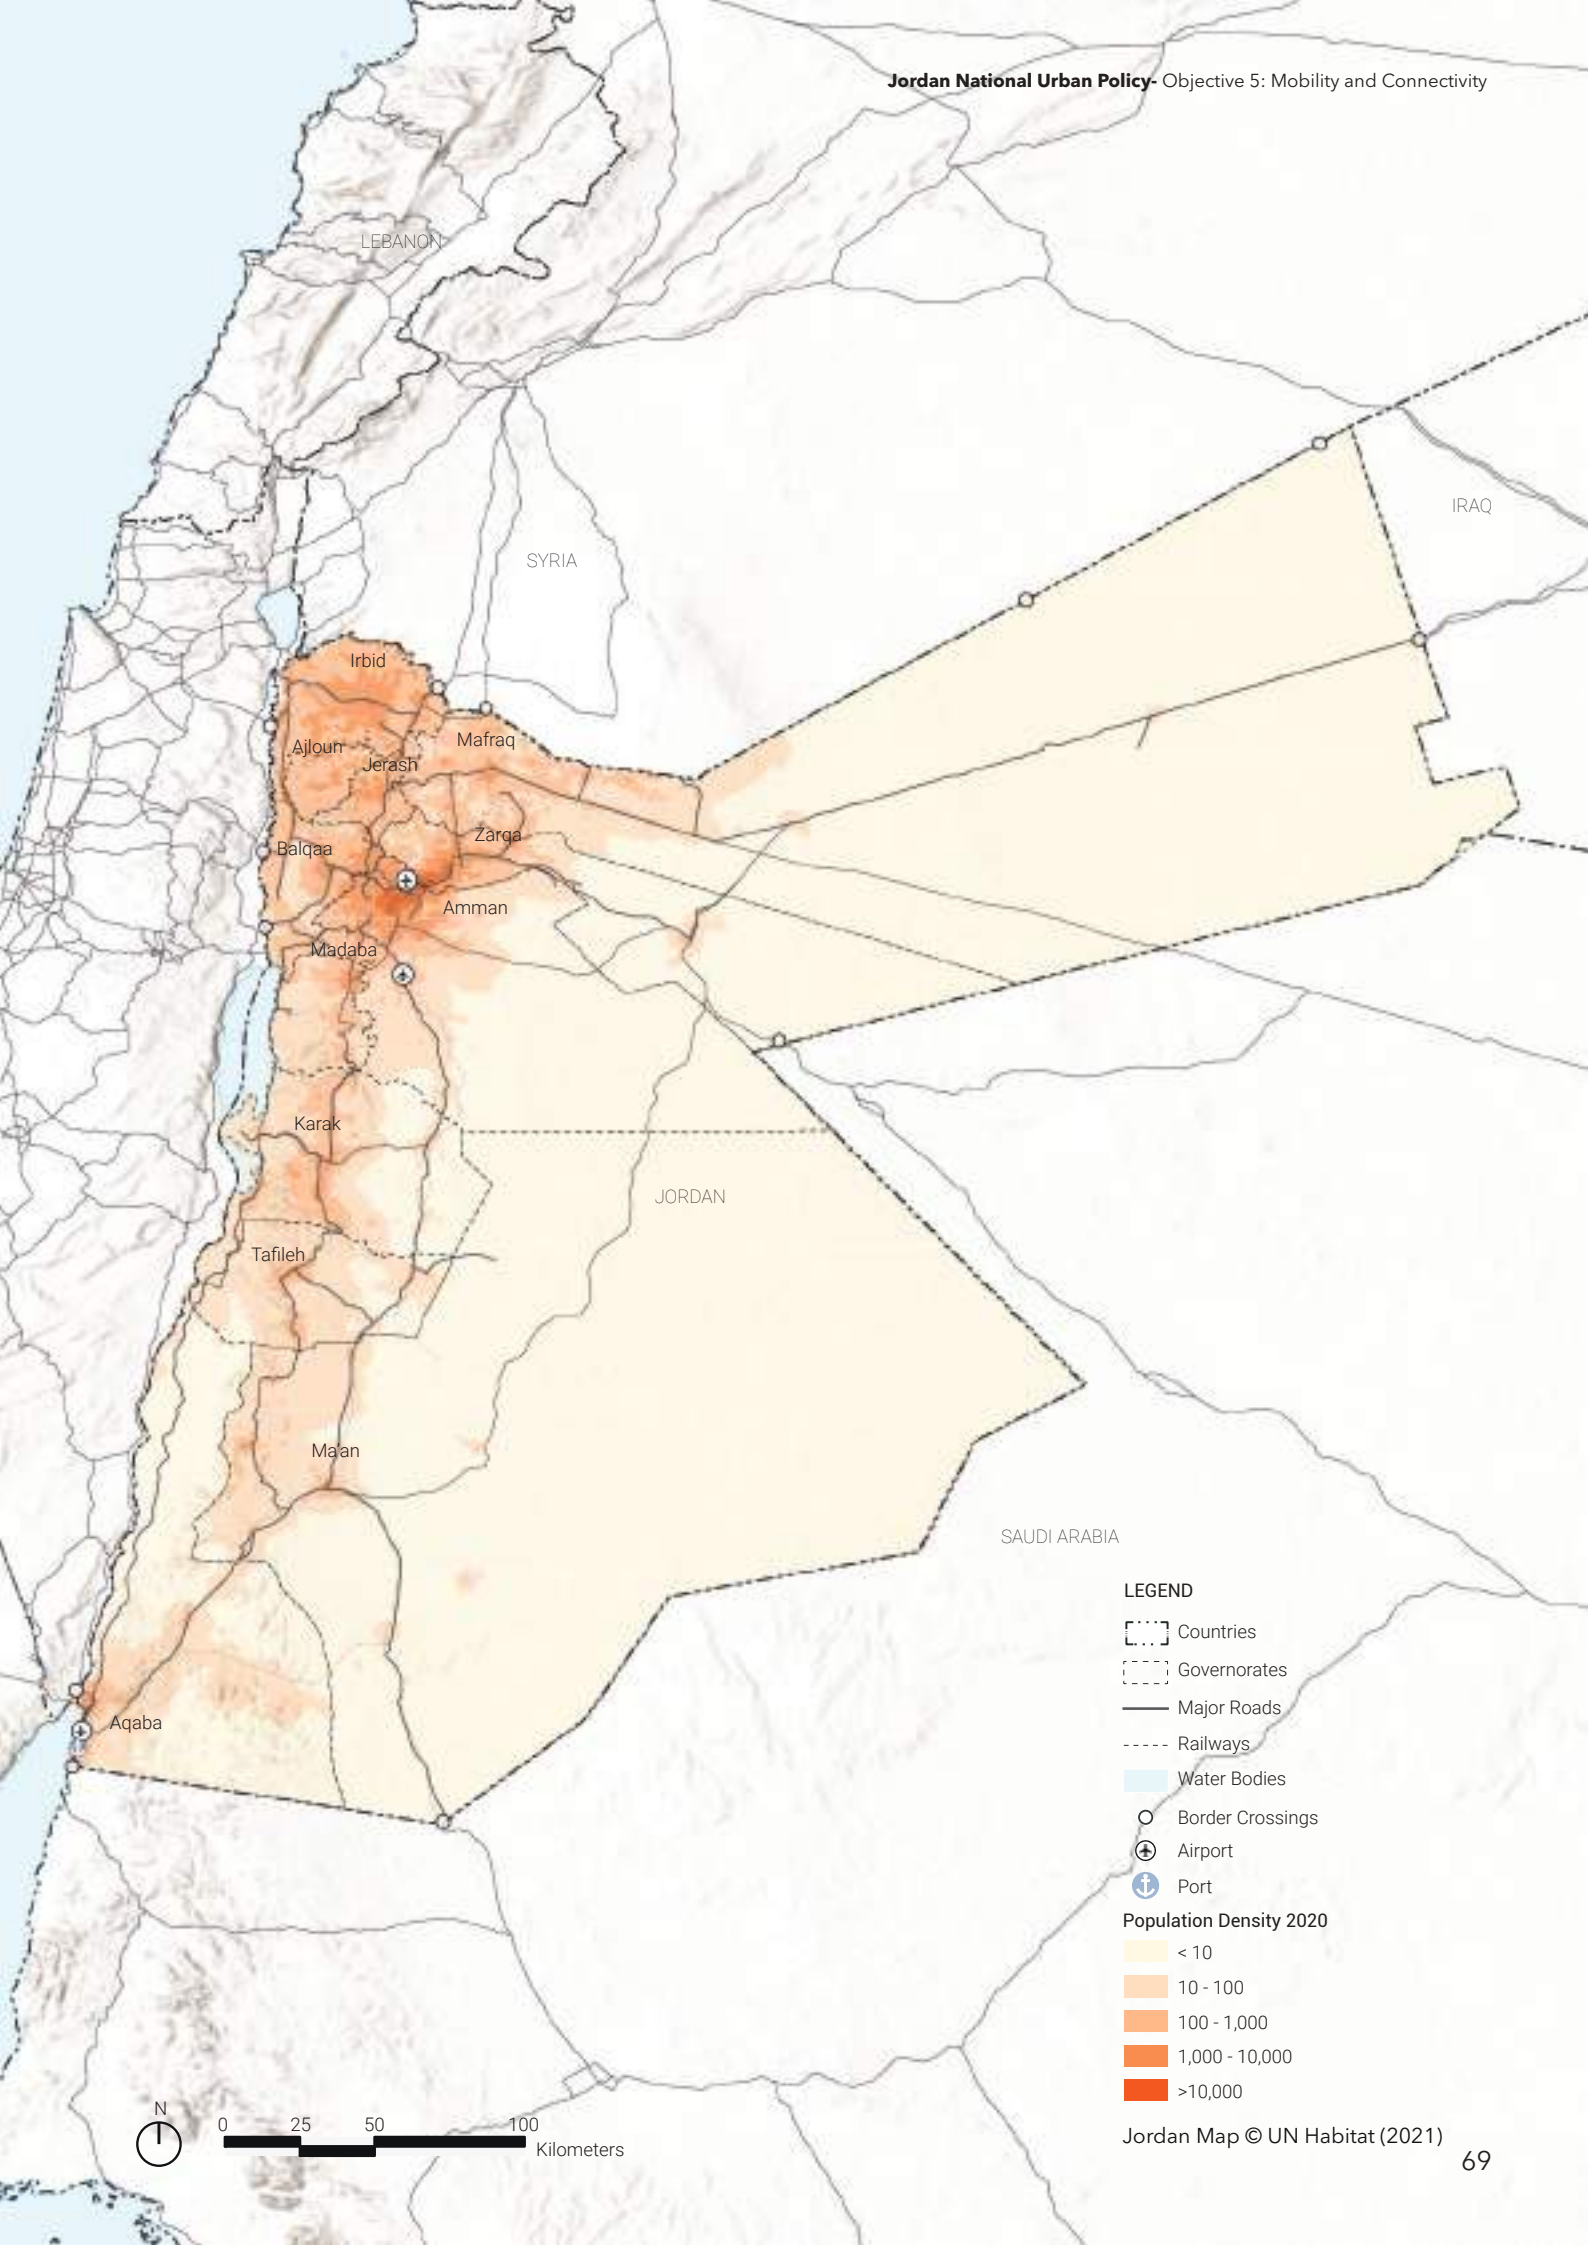 Jordan National Urban Policy- Objective 5: Mobility and Connectivity
LEBANON
IRAQ
SYRIA
Irbid
Ajloun
Mafraq
Jerash
Zarqa
Balqaa
Amman
Madaba
Karak
JORDAN
Tafileh
Ma'an
SAUDI ARABIA
Aqaba
LEGEND
Countries
Governorates
Major Roads
Railways
Water Bodies
Border Crossings
Airport
Port
Population Density 2020
< 10
10 - 100
100 - 1,000
1,000 - 10,000
>10,000
N
0 25 50 100
Kilometers
Jordan Map © UN Habitat (2021)
69